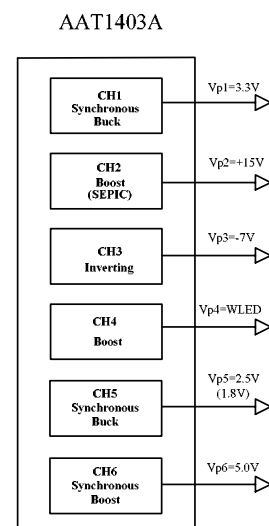 AAT1403A
CH1
Synchronous
Buck
Vp1=3.3V
CH2
Boost
(SEPIC)
Vp2=+15V
CH3
Inverting
Vp3=-7V
CH4
Boost
Vp4=WLED
CH5
Synchronous
Buck
Vp5=2.5V
(1.8V)
CH6
Synchronous
Boost
Vp6=5.0V